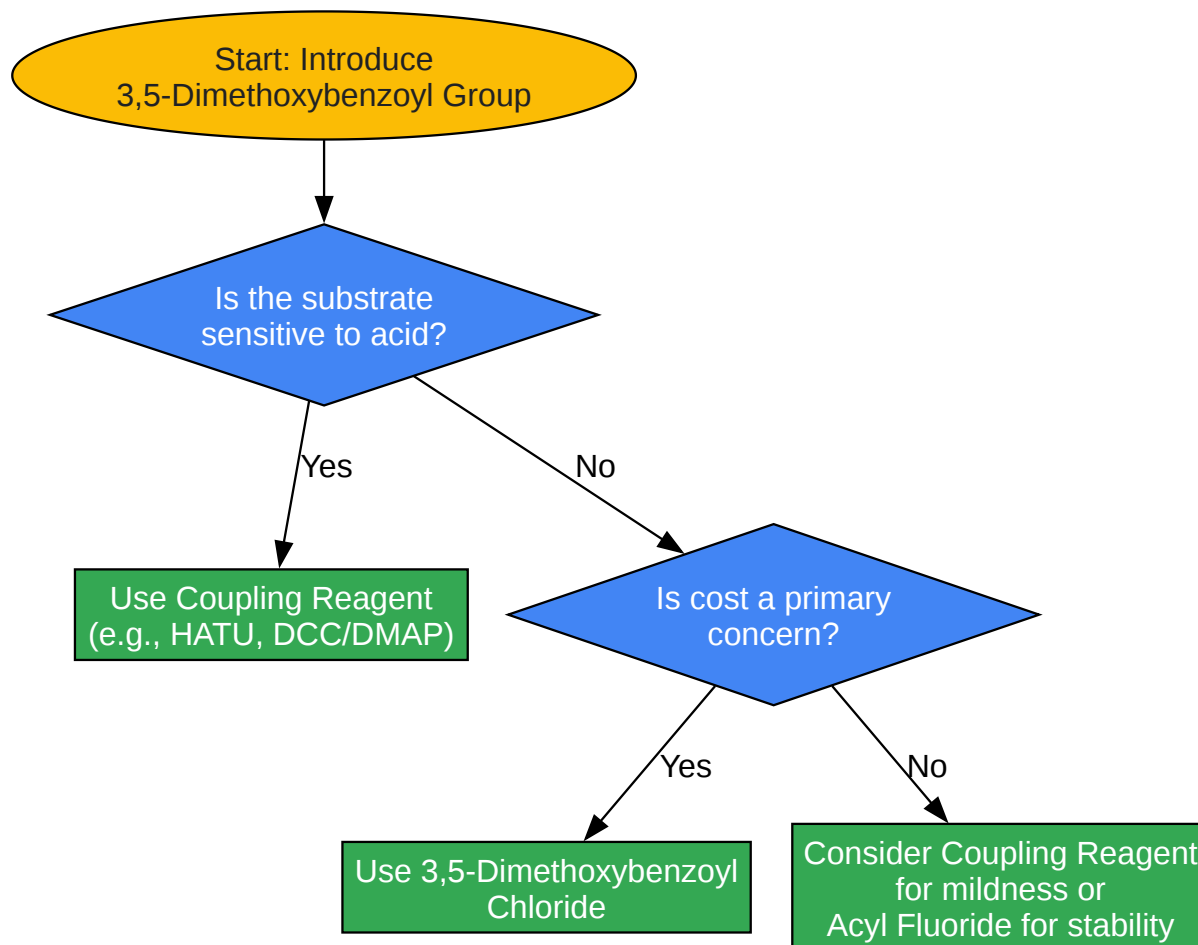 Start: Introduce
3,5-Dimethoxybenzoyl Group
Is the substrate
sensitive to acid?
Yes
No
Use Coupling Reagent
(e.g., HATU, DCC/DMAP)
Is cost a primary
concern?
Yes
No
Use 3,5-Dimethoxybenzoyl
Chloride
Consider Coupling Reagent
for mildness or
Acyl Fluoride for stability